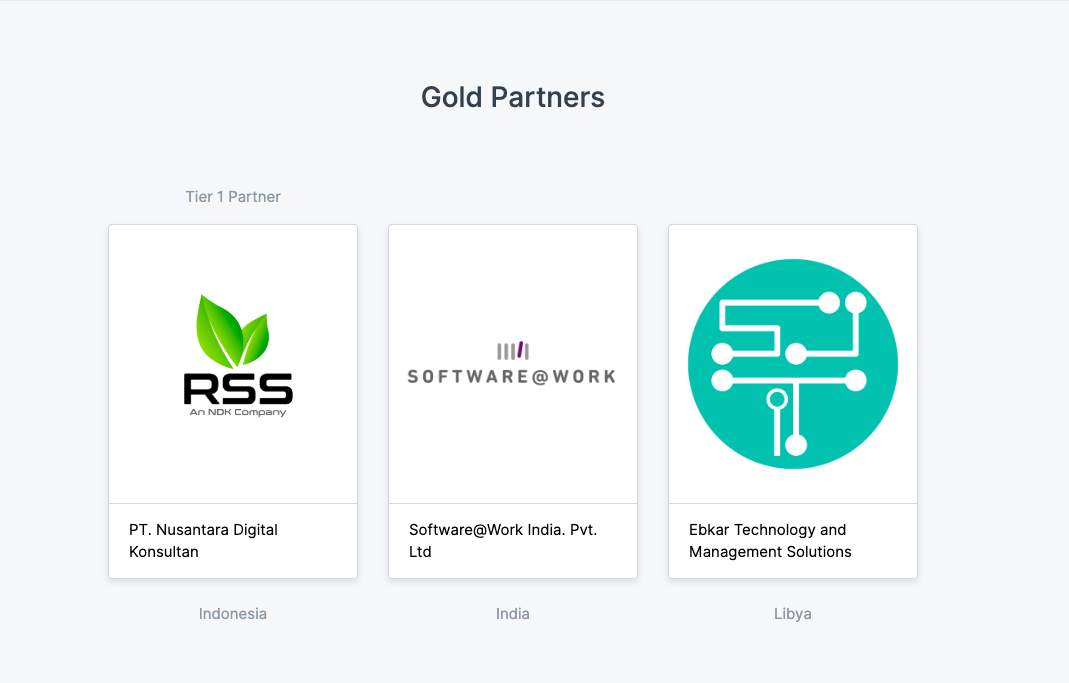 Gold Partners
Tier 1 Partner
RSS
An NDK Company
SOFTWARE@WORK
PT. Nusantara Digital
Konsultan
Software@Work India. Pvt.
Ltd
Ebkar Technology and
Management Solutions
Indonesia
India
Libya